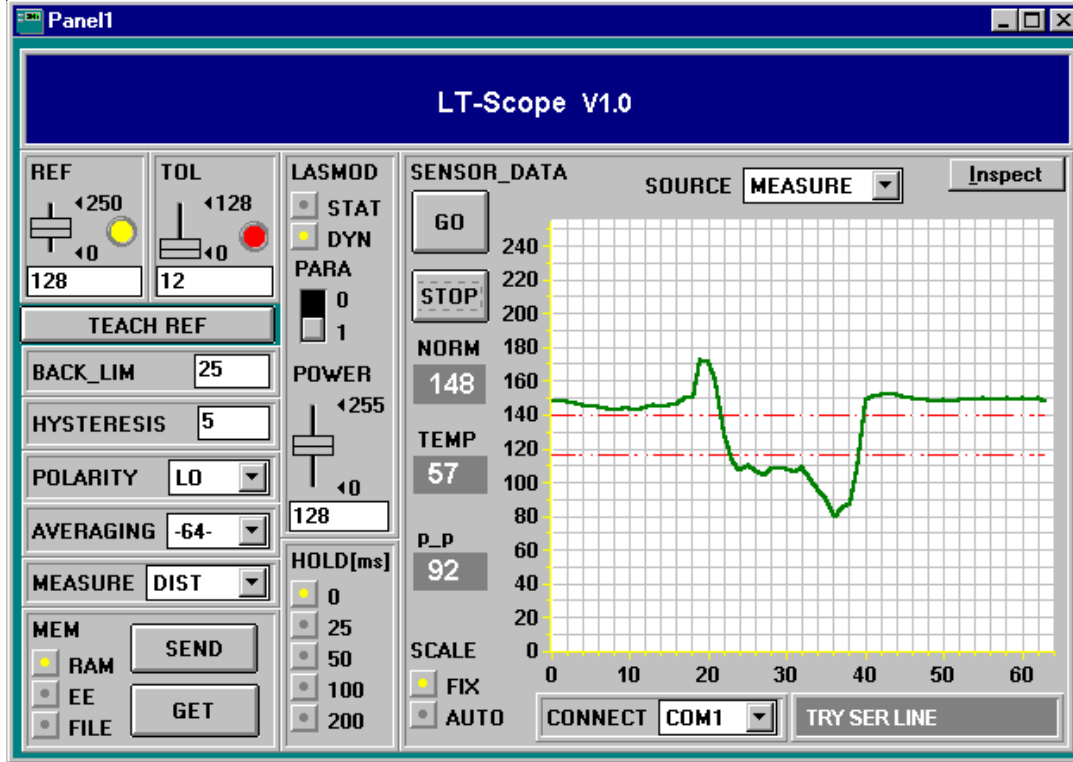 Panel1
LT-Scope V1.0
REF
250
0
128
TOL
128
0
12
TEACH REF
BACK_LIM 25
HYSTERESIS 5
POLARITY LO
AVERAGING -64-
MEASURE DIST
MEM
RAM
EE
FILE
SEND
GET
LASMOD
STAT
DYN
PARA
0
1
POWER
255
0
128
HOLD[ms]
0
25
50
100
200
SENSOR_DATA
SOURCE MEASURE
Inspect
GO
STOP
NORM
148
TEMP
57
P_P
92
SCALE
FIX
AUTO
240
220
200
180
160
140
120
100
80
60
40
20
0
0 10 20 30 40 50 60
CONNECT COM1
TRY SER LINE